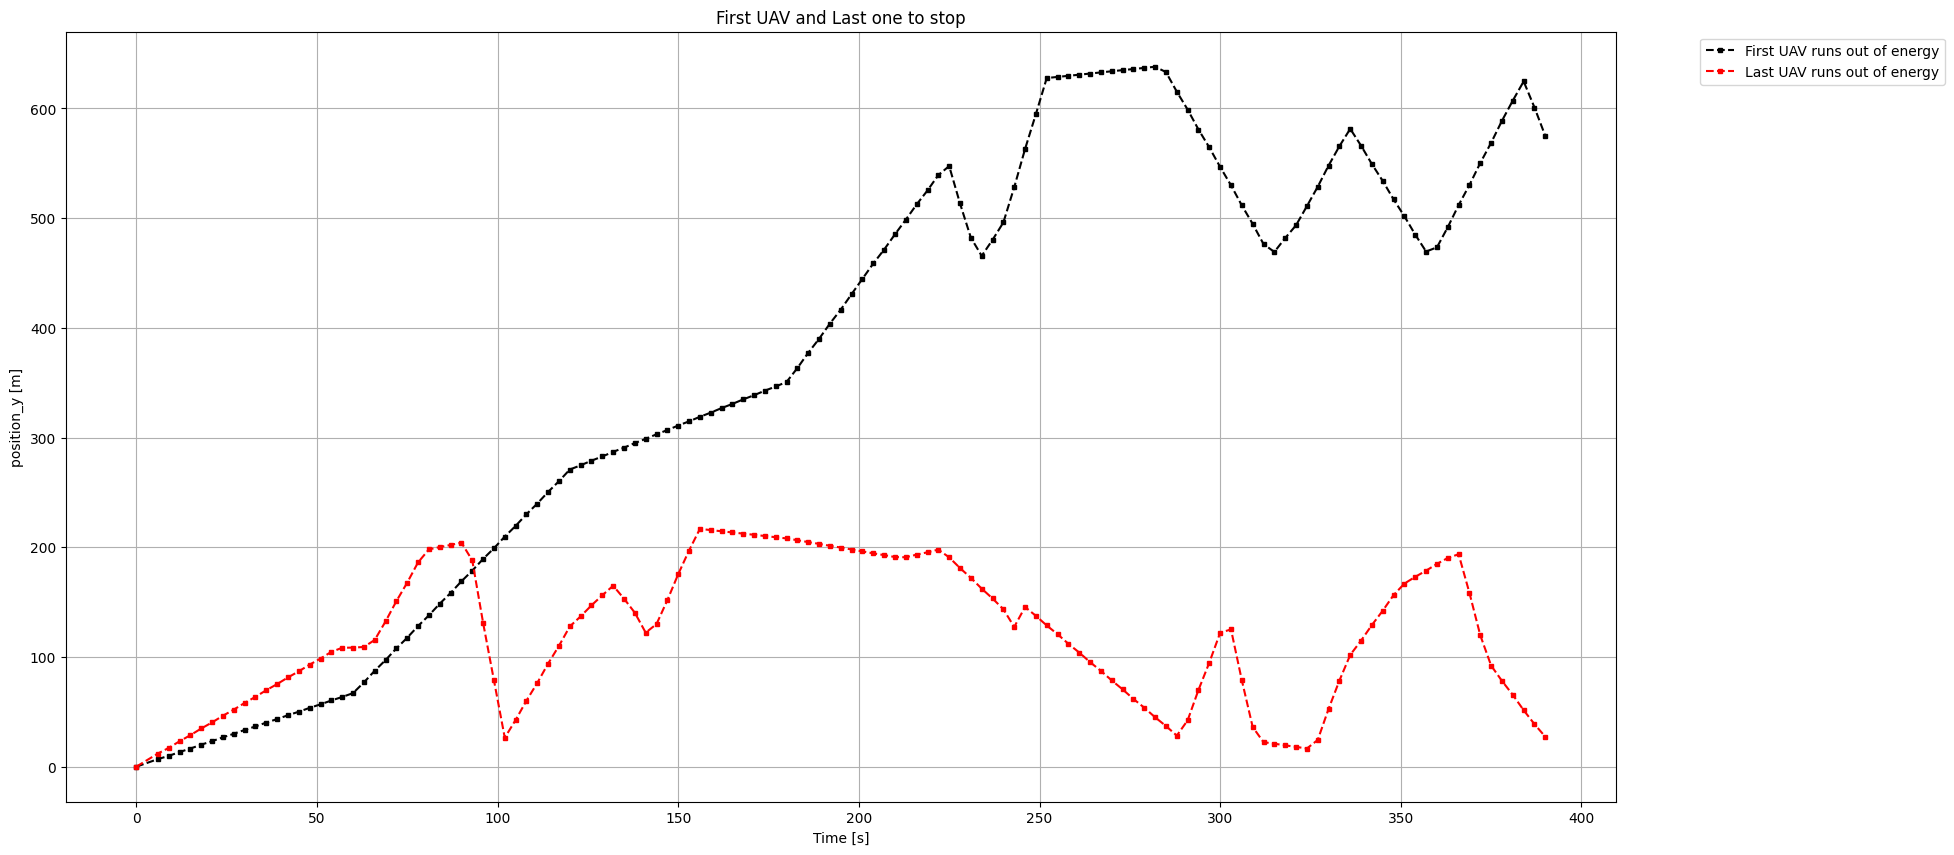 First UAV and Last one to stop
First UAV runs out of energy
Last UAV runs out of energy
position_y [m]
600
500
400
300
200
100
0
0 50 100 150 200 250 300 350 400
Time [s]